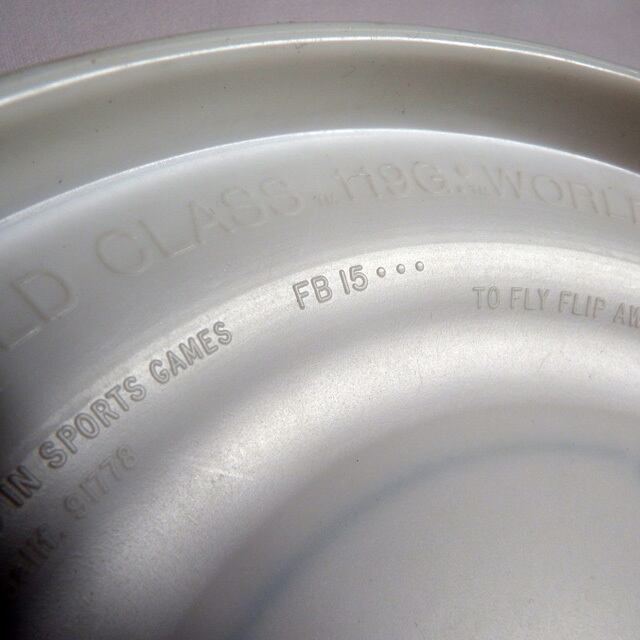 LD CLASS TM 119G. TM WORL
FB 15•••
TO FLY FLIP AW
IN SPORTS GAMES
91778